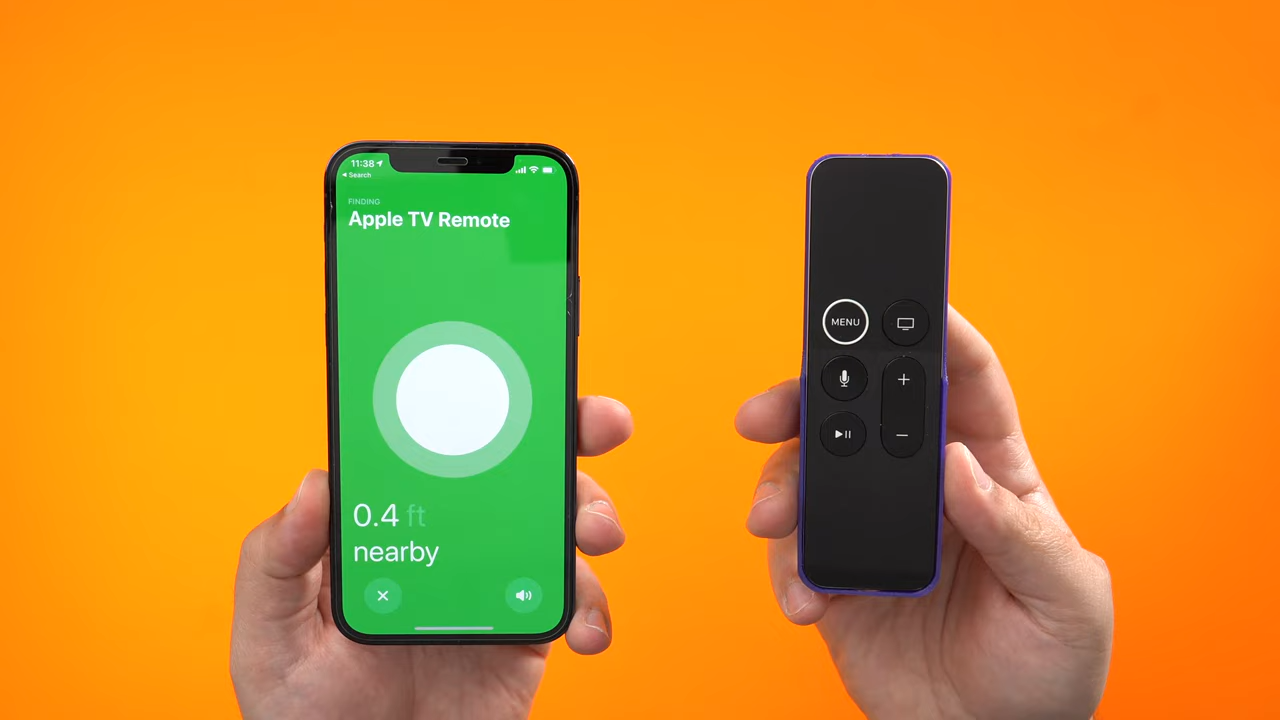 11:38
Search
FINDING
Apple TV Remote
0.4 ft
nearby
MENU